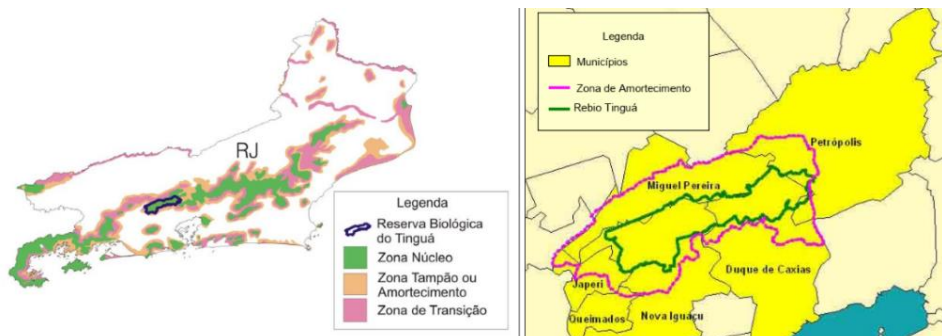 RJ
Legenda
Reserva Biológica
do Tinguá
Zona Núcleo
Zona Tampão ou
Amortecimento
Zona de Transição
Legenda
Municípios
Zona de Amortecimento
Rebio Tinguá
Petrópolis
Miguel Pereira
Duque de Caxias
Japeri
Queimados
Nova Iguaçu